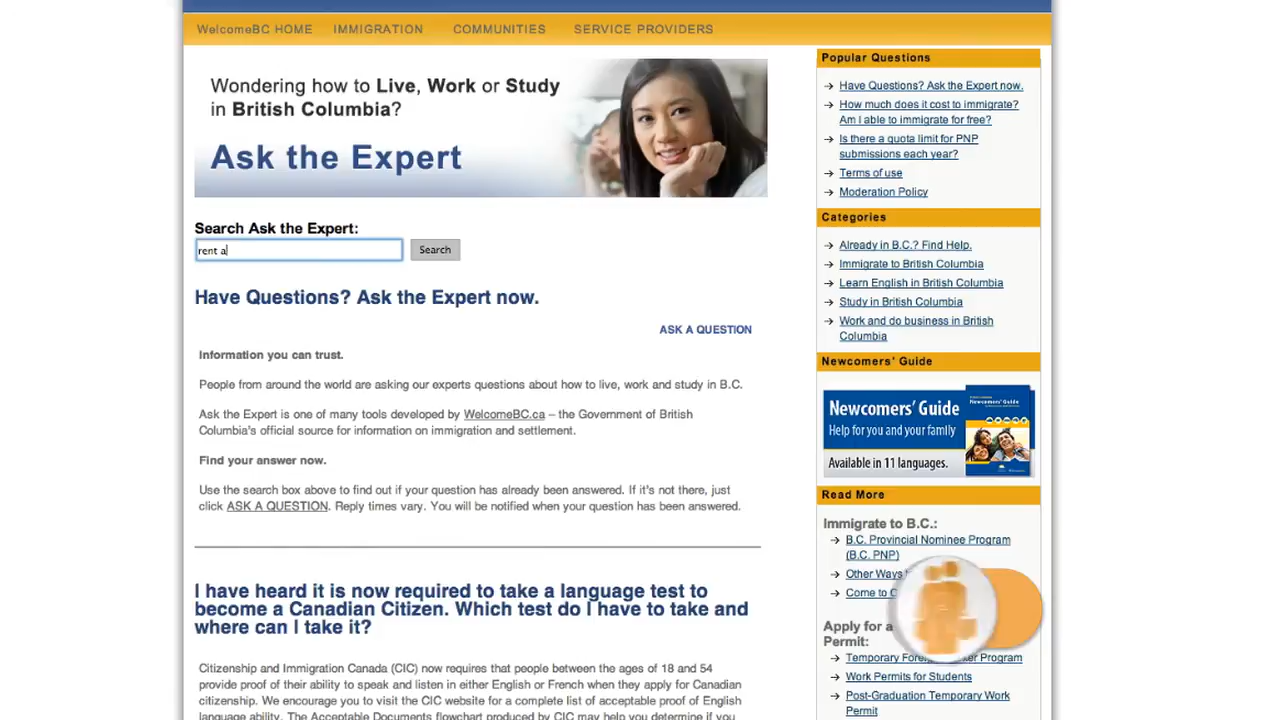 WelcomeBC HOME IMMIGRATION COMMUNITIES SERVICE PROVIDERS
Wondering how to Live, Work or Study
in British Columbia?
Ask the Expert
Search Ask the Expert:
rent a
Search
Have Questions? Ask the Expert now.
ASK A QUESTION
Information you can trust.
People from around the world are asking our experts questions about how to live, work and study in B.C.
Ask the Expert is one of many tools developed by WelcomeBC.ca – the Government of British
Columbia's official source for information on immigration and settlement.
Find your answer now.
Use the search box above to find out if your question has already been answered. If it's not there, just
click ASK A QUESTION. Reply times vary. You will be notified when your question has been answered.
I have heard it is now required to take a language test to
become a Canadian Citizen. Which test do I have to take and
where can I take it?
Citizenship and Immigration Canada (CIC) now requires that people between the ages of 18 and 54
provide proof of their ability to speak and listen in either English or French when they apply for Canadian
citizenship. We encourage you to visit the CIC website for a complete list of acceptable proof of English
language ability. The Acceptable Documents flowchart produced by CIC may help you determine if you
Popular Questions
Have Questions? Ask the Expert now.
How much does it cost to immigrate?
Am I able to immigrate for free?
Is there a quota limit for PNP
submissions each year?
Terms of use
Moderation Policy
Categories
Already in B.C.? Find Help.
Immigrate to British Columbia
Learn English in British Columbia
Study in British Columbia
Work and do business in British
Columbia
Newcomers' Guide
Newcomers' Guide
Help for you and your family
Available in 11 languages.
Newcomers' Guide
Read More
Immigrate to B.C.:
B.C. Provincial Nominee Program
(B.C. PNP)
Other Ways
Come to
Apply for a
Permit:
Temporary Program
Work Permits for Students
Post-Graduation Temporary Work
Permit